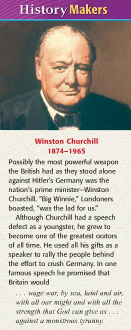 History Makers
Winston Churchill
1874–1965
Possibly the most powerful weapon
the British had as they stood alone
against Hitler's Germany was the
nation's prime minister—Winston
Churchill. "Big Winnie," Londoners
boasted, "was the lad for us."
Although Churchill had a speech
defect as a youngster, he grew to
become one of the greatest orators
of all time. He used all his gifts as a
speaker to rally the people behind
the effort to crush Germany. In one
famous speech he promised that
Britain would
. . . wage war, by sea, land and air,
with all our might and with all the
strength that God can give us . . .
against a monstrous tyranny.